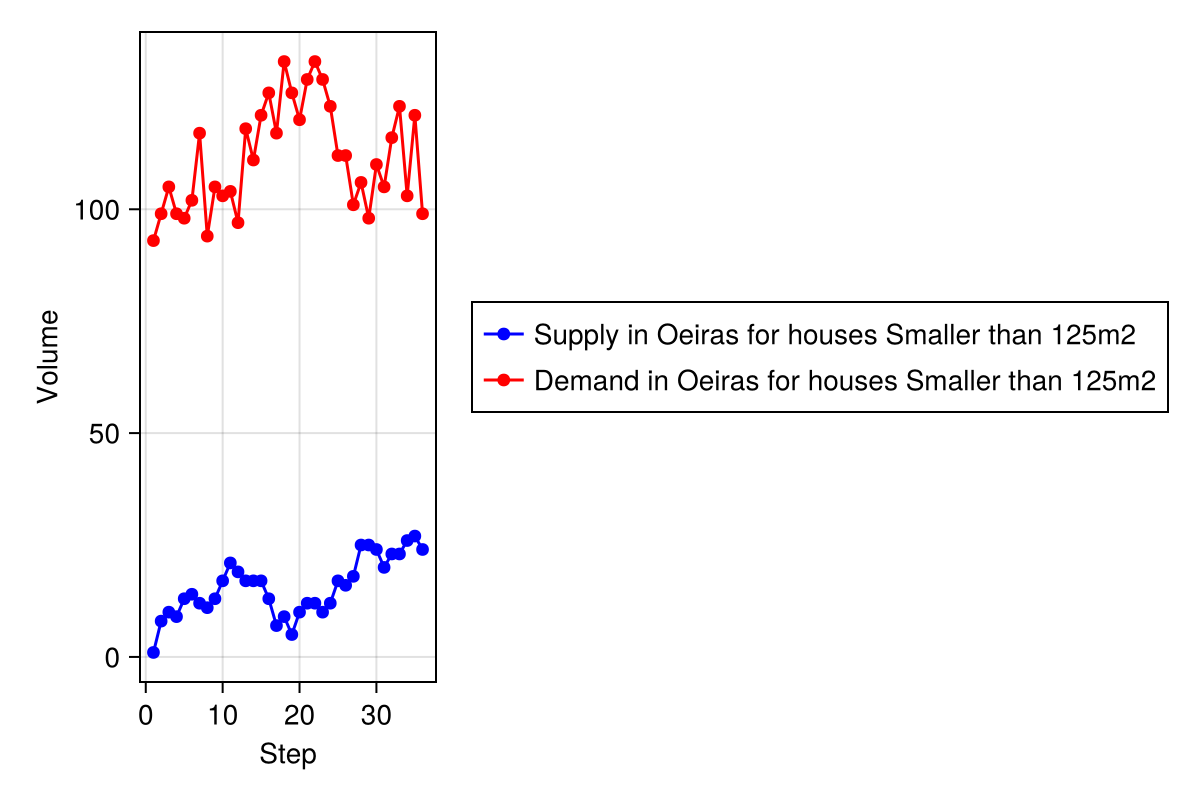 100
50
0
Volume
0 10 20 30
Step
Supply in Oeiras for houses Smaller than 125m2
Demand in Oeiras for houses Smaller than 125m2